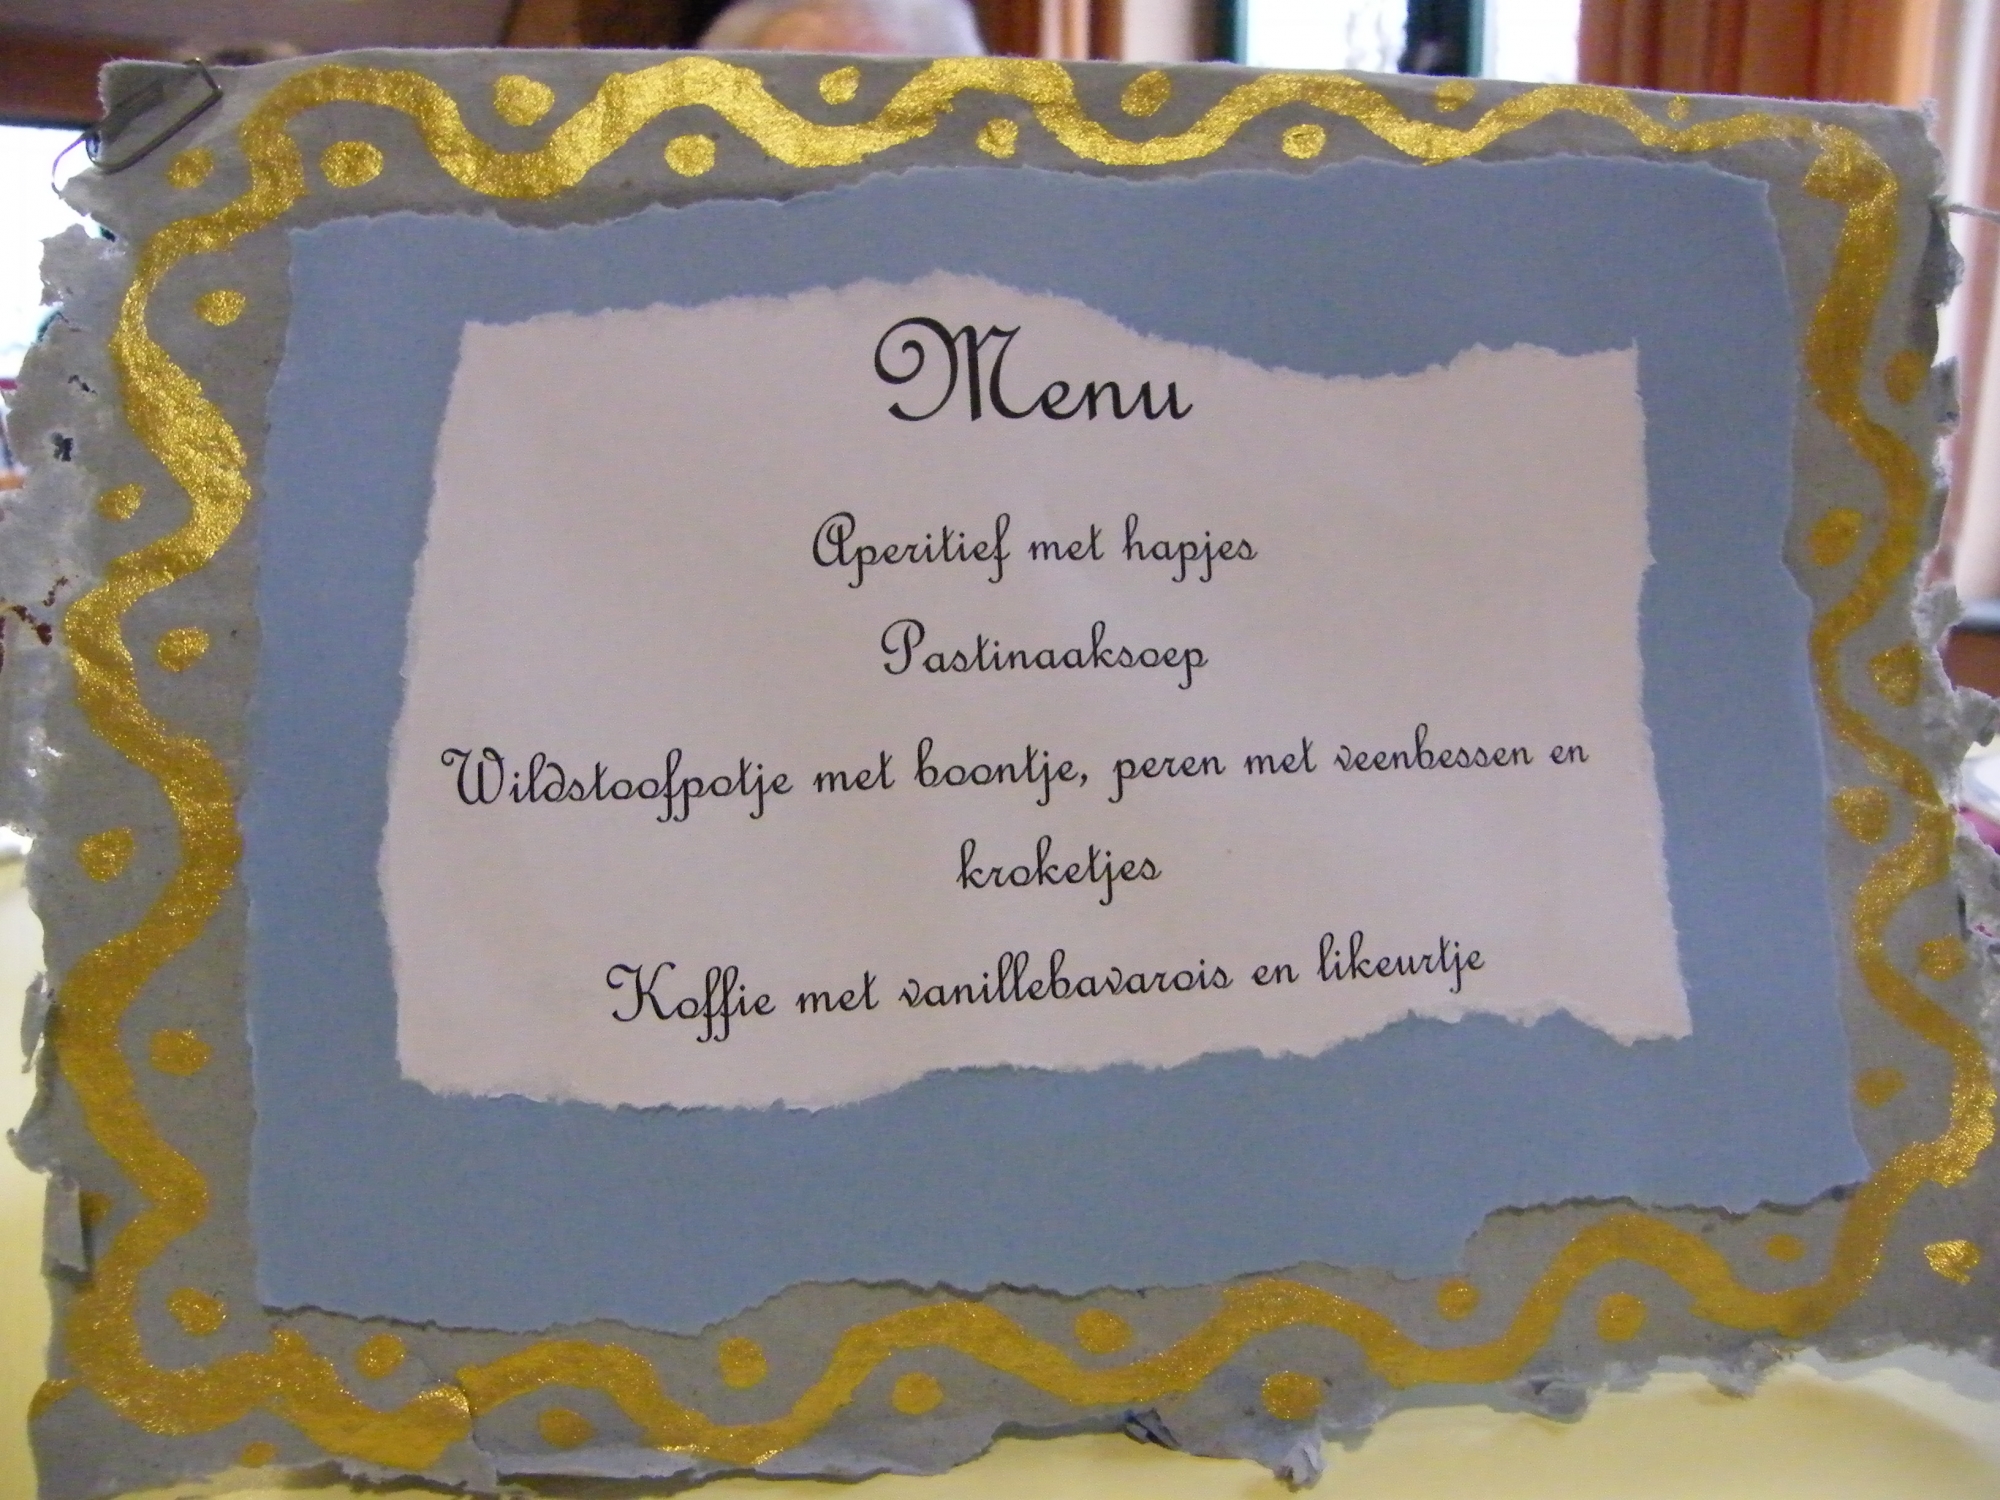 Menu
Aperitief met hapjes
Pastinaaksoep
Wildstoofpotje met boontje, peren met veenbessen en
kroketjes
Koffie met vanillebavarois en likeurtje